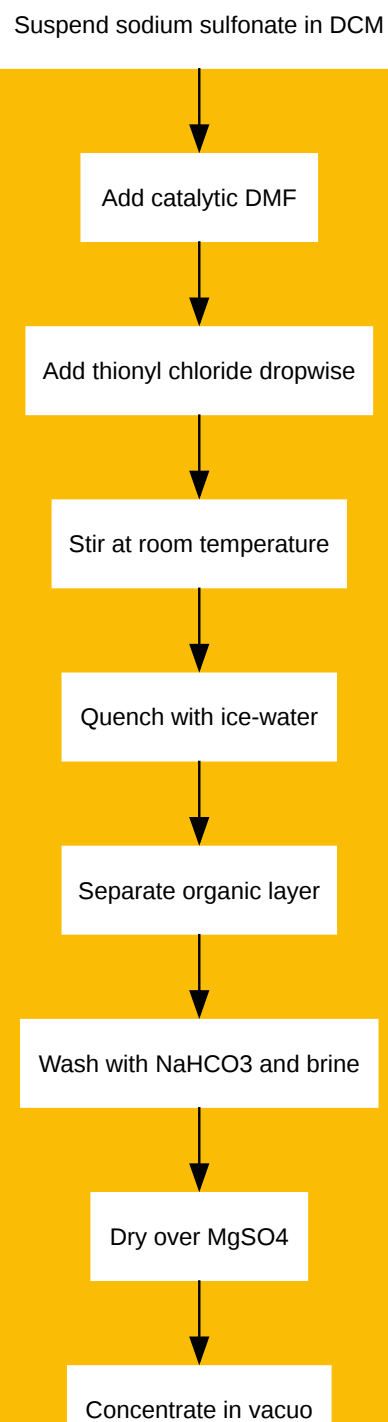 Suspend sodium sulfonate in DCM
Add catalytic DMF
Add thionyl chloride dropwise
Stir at room temperature
Quench with ice-water
Separate organic layer
Wash with NaHCO3 and brine
Dry over MgSO4
Concentrate in vacuo